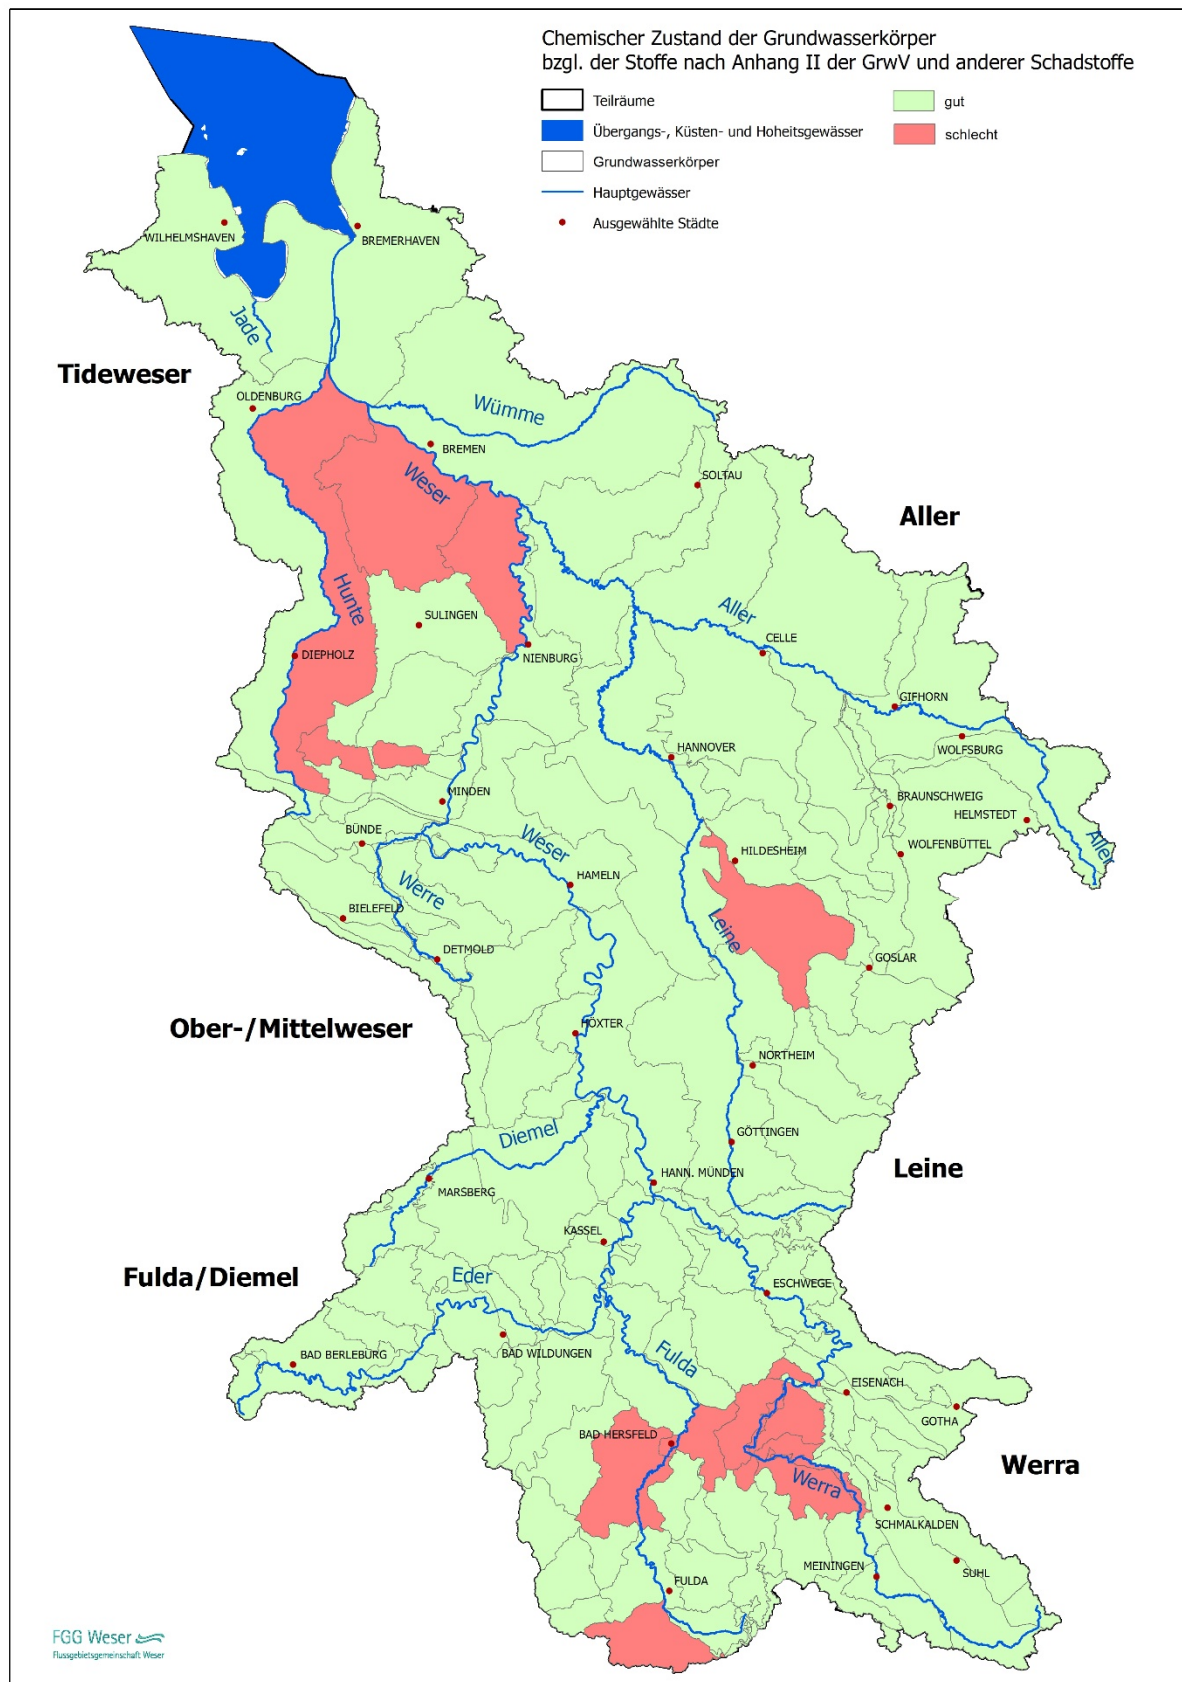 Chemischer Zustand der Grundwasserkörper
bzgl. der Stoffe nach Anhang II der GrwV und anderer Schadstoffe
Teilräume
gut
Übergangs-, Küsten- und Hoheitsgewässer
schlecht
Grundwasserkörper
Hauptgewässer
Ausgewählte Städte
WILHELMSHAVEN
BREMERHAVEN
Jade
Tideweser
OLDENBURG
Wümme
BREMEN
Weser
SOLTAU
Aller
Hunte
SULINGEN
Aller
CELLE
DIEPHOLZ
NIENBURG
GIFHORN
HANNOVER
WOLFSBURG
MINDEN
BRAUNSCHWEIG
HELMSTEDT
BÜNDE
Weser
WOLFENBÜTTEL
Aller
HILDESHEIM
HAMELN
Werre
BIELEFELD
Leine
DETMOLD
GOSLAR
Ober-/Mittelweser
HÖXTER
NORTHEIM
Diemel
GÖTTINGEN
Leine
HANN. MÜNDEN
MARSBERG
KASSEL
Fulda/Diemel
Eder
ESCHWEGE
BAD BERLEBURG
BAD WILDUNGEN
Fulda
EISENACH
GOTHA
BAD HERSFELD
Werra
Werra
SCHMALKALDEN
MEININGEN
SUHL
FULDA
FGG Weser
Flussgebietsgemeinschaft Weser